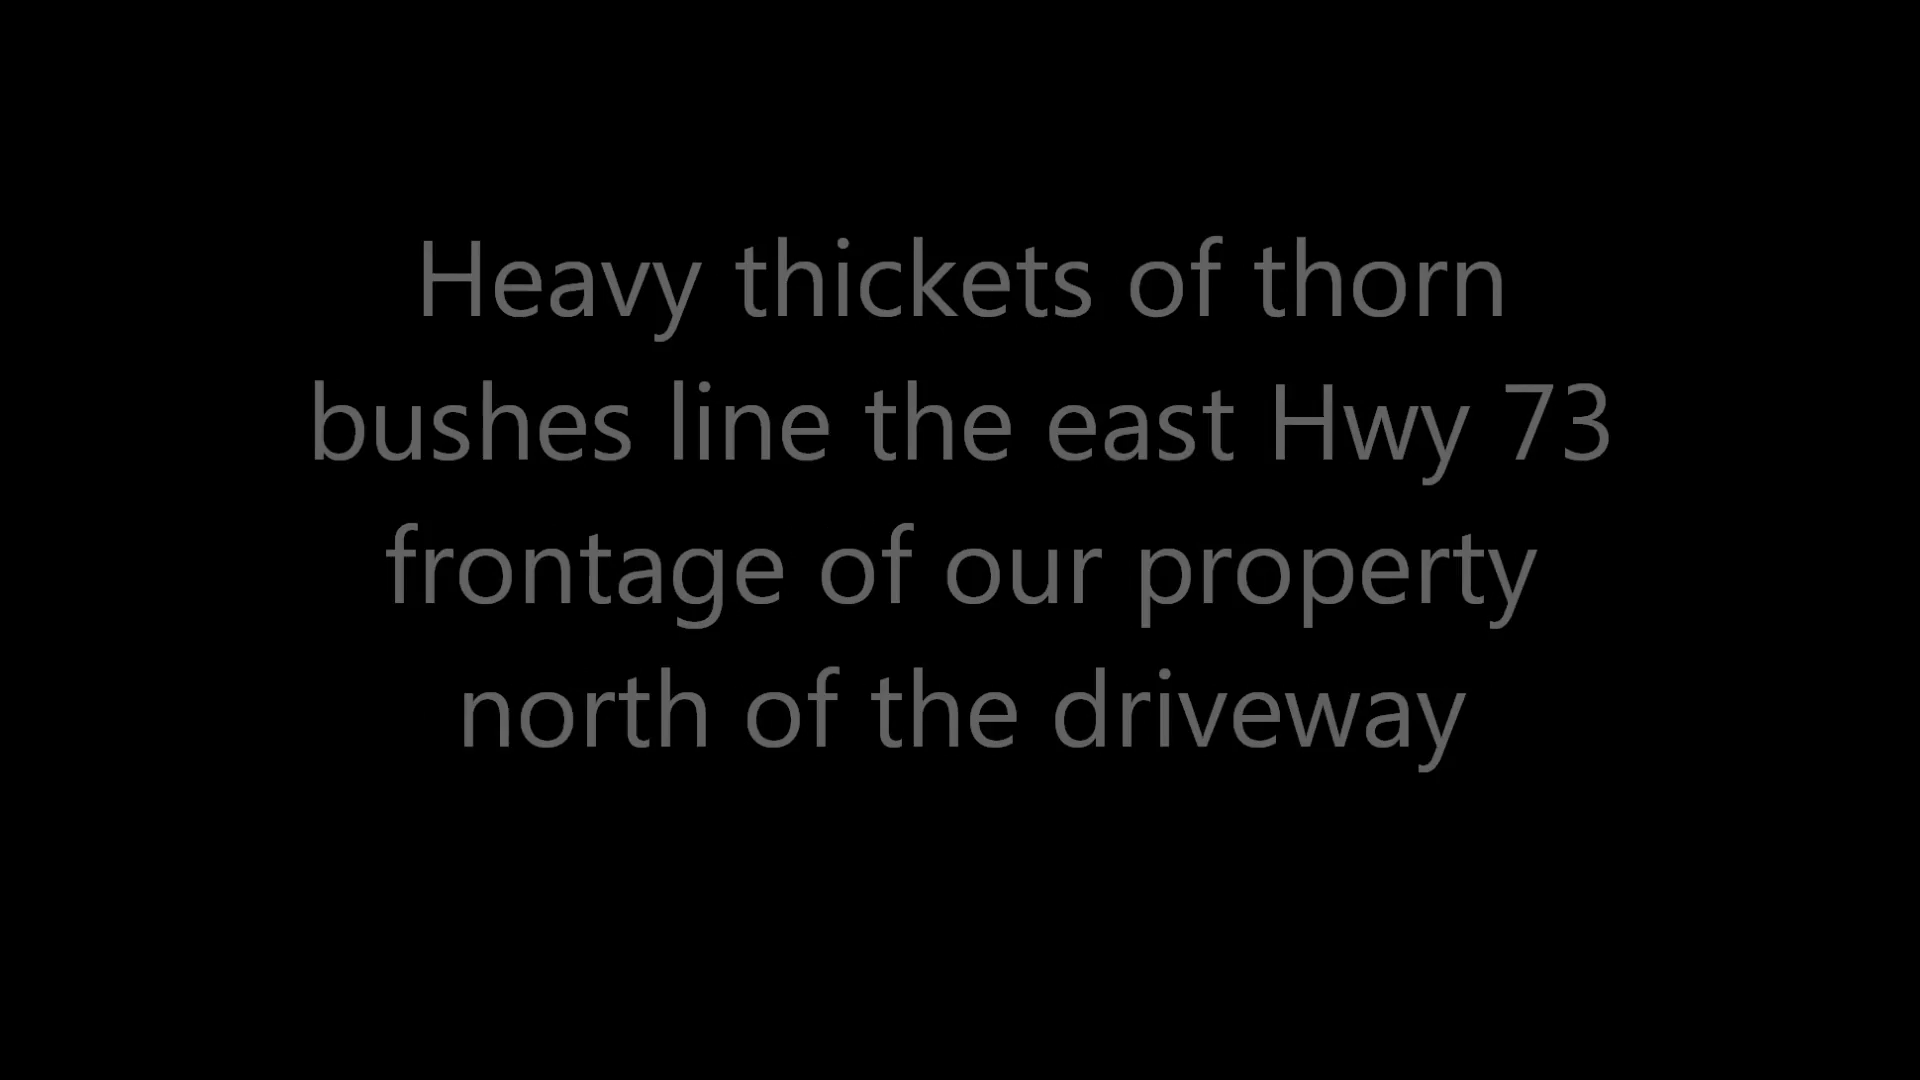 Heavy thickets of thorn
bushes line the east Hwy 73
frontage of our property
north of the driveway